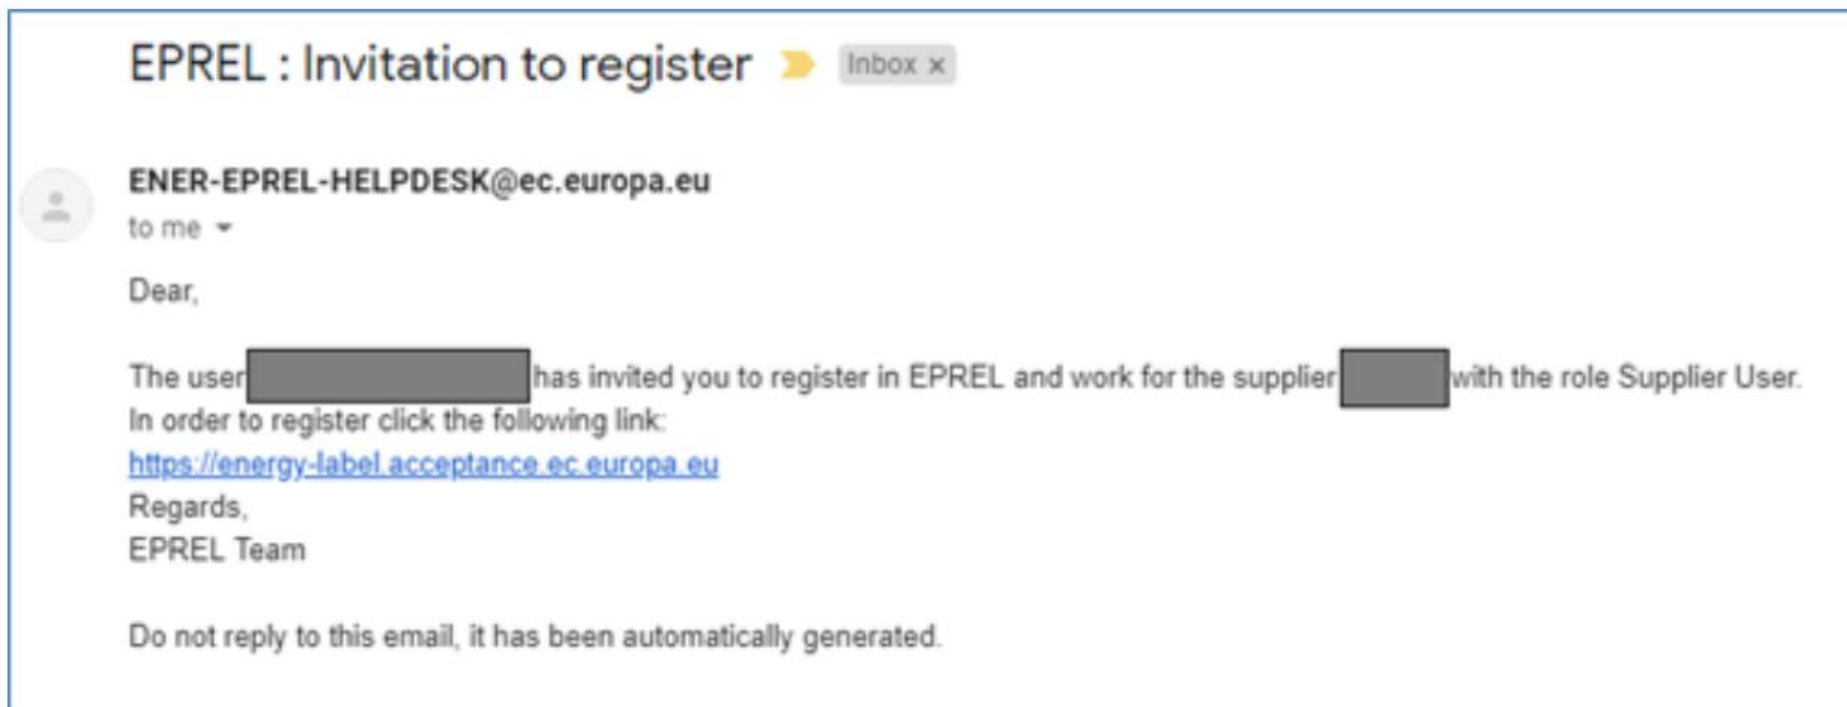 EPREL : Invitation to register Inbox x
ENER-EPREL-HELPDESK@ec.europa.eu
to me
Dear,
The user has invited you to register in EPREL and work for the supplier with the role Supplier User.
In order to register click the following link:
https://energy-label.acceptance.ec.europa.eu
Regards,
EPREL Team
Do not reply to this email, it has been automatically generated.